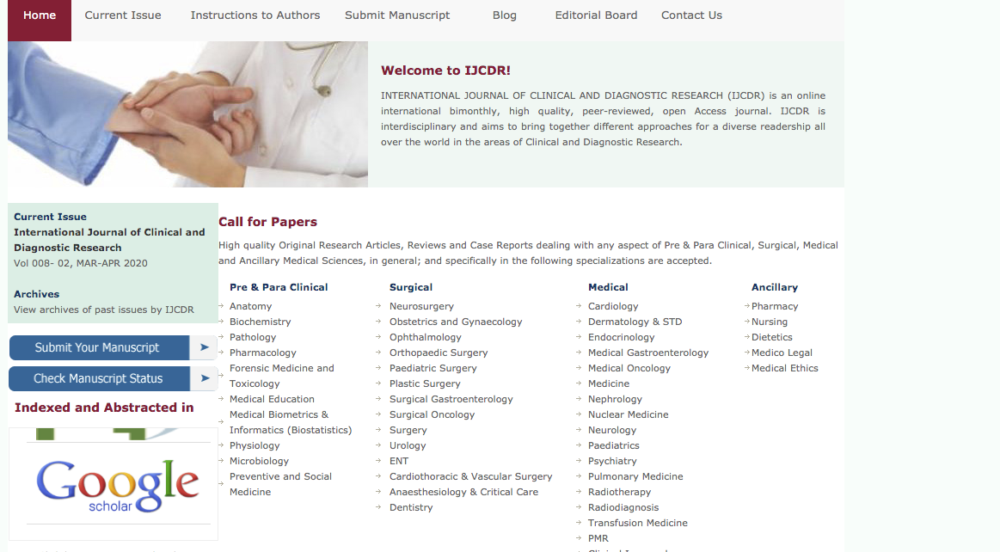 Home Current Issue Instructions to Authors Submit Manuscript Blog Editorial Board Contact Us
Welcome to IJCDR!
INTERNATIONAL JOURNAL OF CLINICAL AND DIAGNOSTIC RESEARCH (IJCDR) is an online
international bimonthly, high quality, peer-reviewed, open Access journal. IJCDR is
interdisciplinary and aims to bring together different approaches for a diverse readership all
over the world in the areas of Clinical and Diagnostic Research.
Current Issue
International Journal of Clinical and
Diagnostic Research
Vol 008- 02, MAR-APR 2020
Archives
View archives of past issues by IJCDR
Submit Your Manuscript
Check Manuscript Status
Indexed and Abstracted in
Google
scholar
Call for Papers
High quality Original Research Articles, Reviews and Case Reports dealing with any aspect of Pre & Para Clinical, Surgical, Medical
and Ancillary Medical Sciences, in general; and specifically in the following specializations are accepted.
Pre & Para Clinical
Anatomy
Biochemistry
Pathology
Pharmacology
Forensic Medicine and
Toxicology
Medical Education
Medical Biometrics &
Informatics (Biostatistics)
Physiology
Microbiology
Preventive and Social
Medicine
Surgical
Neurosurgery
Obstetrics and Gynaecology
Ophthalmology
Orthopaedic Surgery
Paediatric Surgery
Plastic Surgery
Surgical Gastroenterology
Surgical Oncology
Surgery
Urology
ENT
Cardiothoracic & Vascular Surgery
Anaesthesiology & Critical Care
Dentistry
Medical
Cardiology
Dermatology & STD
Endocrinology
Medical Gastroenterology
Medical Oncology
Medicine
Nephrology
Nuclear Medicine
Neurology
Paediatrics
Psychiatry
Pulmonary Medicine
Radiotherapy
Radiodiagnosis
Transfusion Medicine
PMR
Ancillary
Pharmacy
Nursing
Dietetics
Medico Legal
Medical Ethics